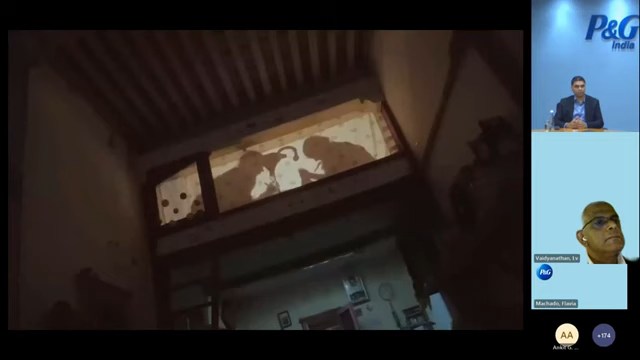 P&G
India
Vaidyanathan, t v
P&G
Machado, Flavia
AA
+174